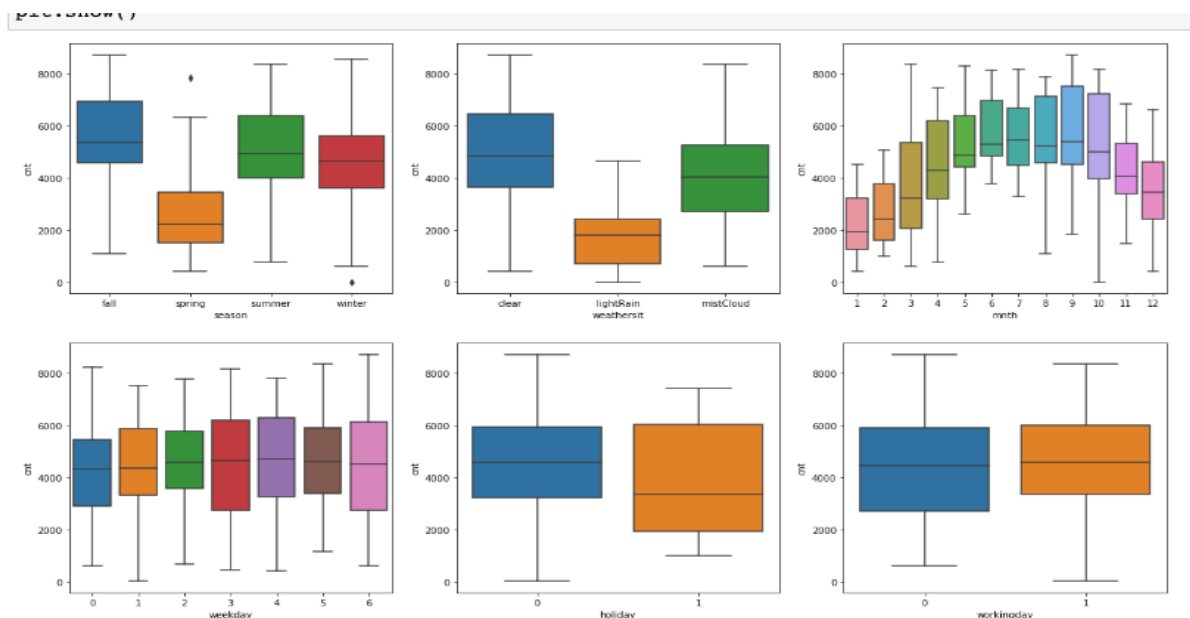 plt.show()
8000
6000
4000
2000
0
cnt
fall spring summer winter
season
8000
6000
4000
2000
0
cnt
clear lightRain mistCloud
weathersit
8000
6000
4000
2000
0
cnt
1 2 3 4 5 6 7 8 9 10 11 12
mnth
8000
6000
4000
2000
0
cnt
0 1 2 3 4 5 6
weekday
8000
6000
4000
2000
0
cnt
0 1
holiday
8000
6000
4000
2000
0
cnt
0 1
workingday